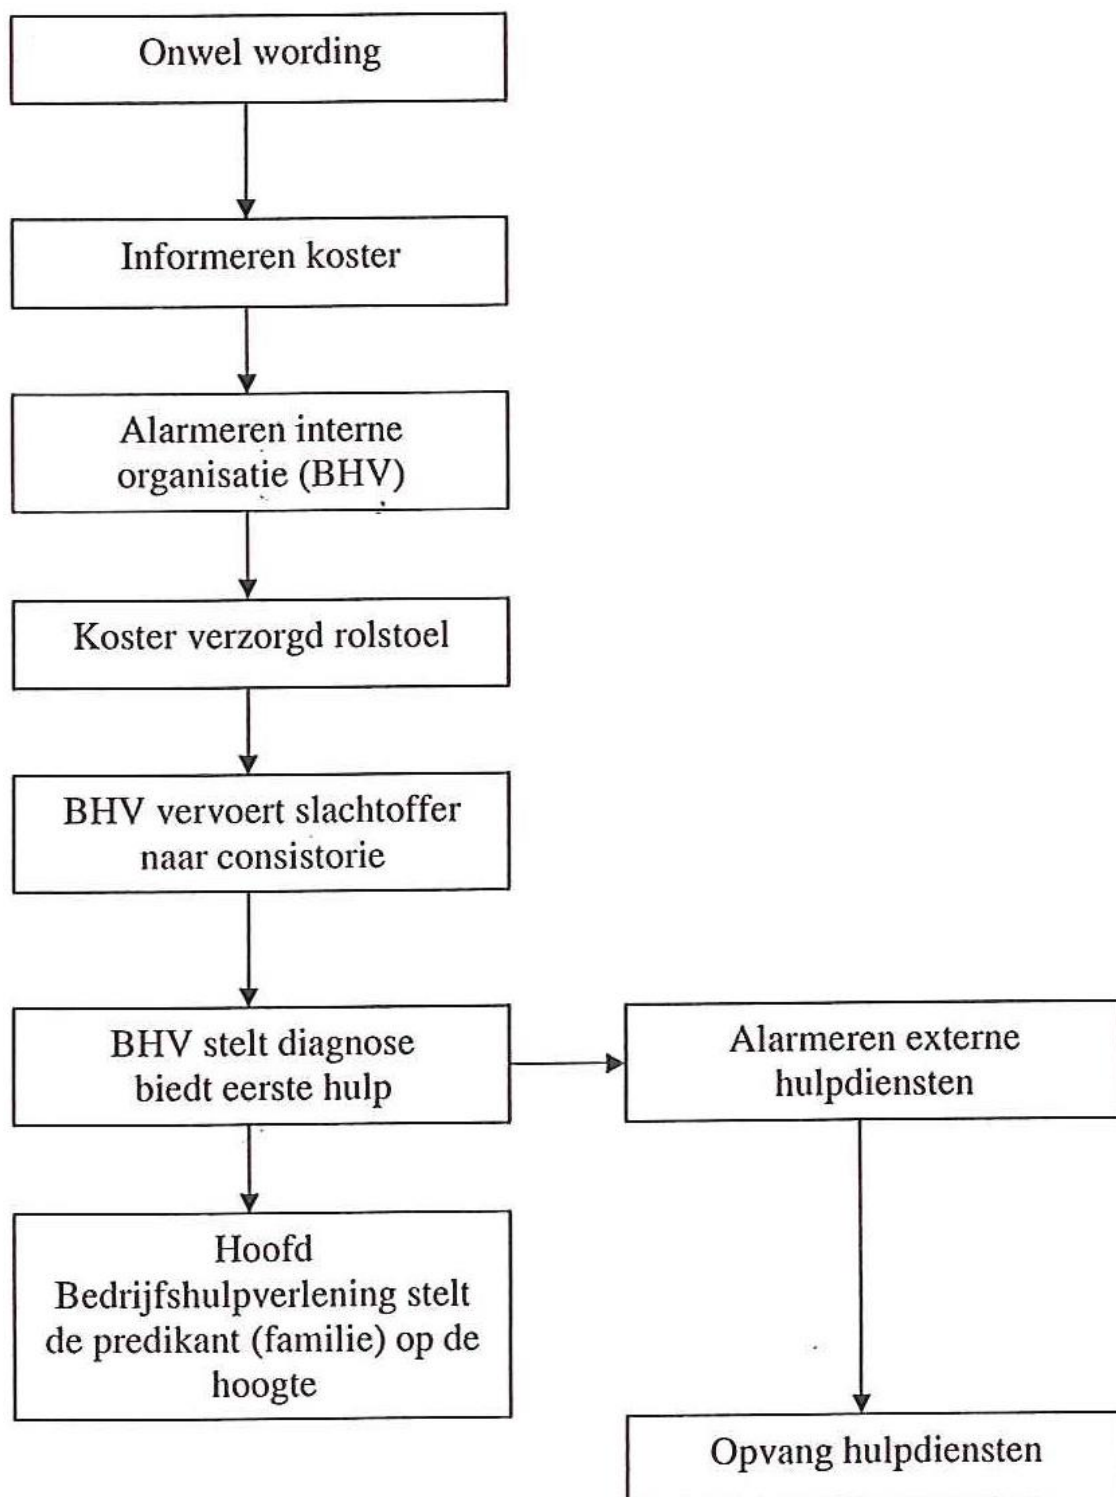 Onwel wording
Informeren koster
Alarmeren interne
organisatie (BHV)
Koster verzorgd rolstoel
BHV vervoert slachtoffer
naar consistorie
BHV stelt diagnose
biedt eerste hulp
Alarmeren externe
hulpdiensten
Hoofd
Bedrijfshulpverlening stelt
de predikant (familie) op de
hoogte
Opvang hulpdiensten